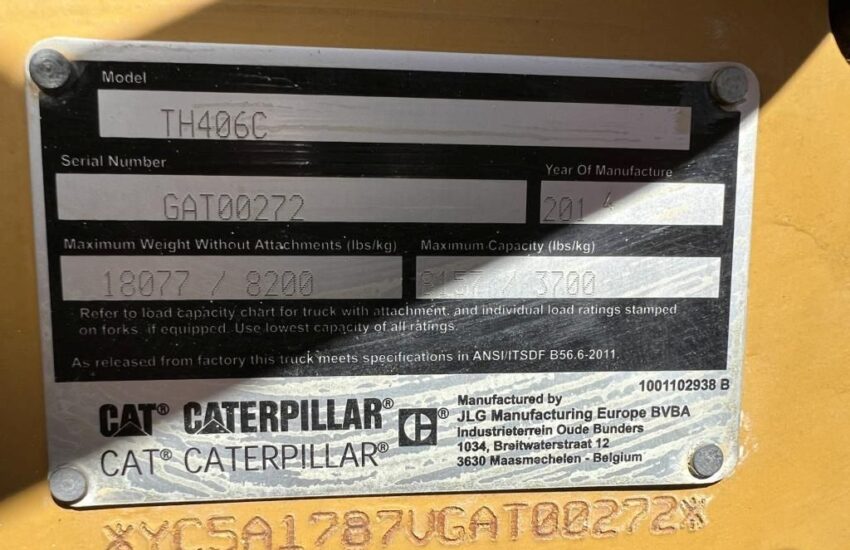 Model
TH406C
Serial Number
Year Of Manufacture
GAT00272
2014
Maximum Weight Without Attachments (lbs/kg)
Maximum Capacity (lbs/kg)
18077 / 8200
8157 / 3700
Refer to load capacity chart for truck with attachment, and individual load ratings stamped
on forks, if equipped. Use lowest capacity of all ratings.
As released from factory this truck meets specifications in ANSI/ITSDF B56.6-2011.
1001102938 B
CAT® CATERPILLAR®
CAT® CATERPILLAR®
C®
Manufactured by
JLG Manufacturing Europe BVBA
Industrieterrein Oude Bunders
1034, Breitwaterstraat 12
3630 Maasmechelen - Belgium
*YC5A1787VGAT00272*